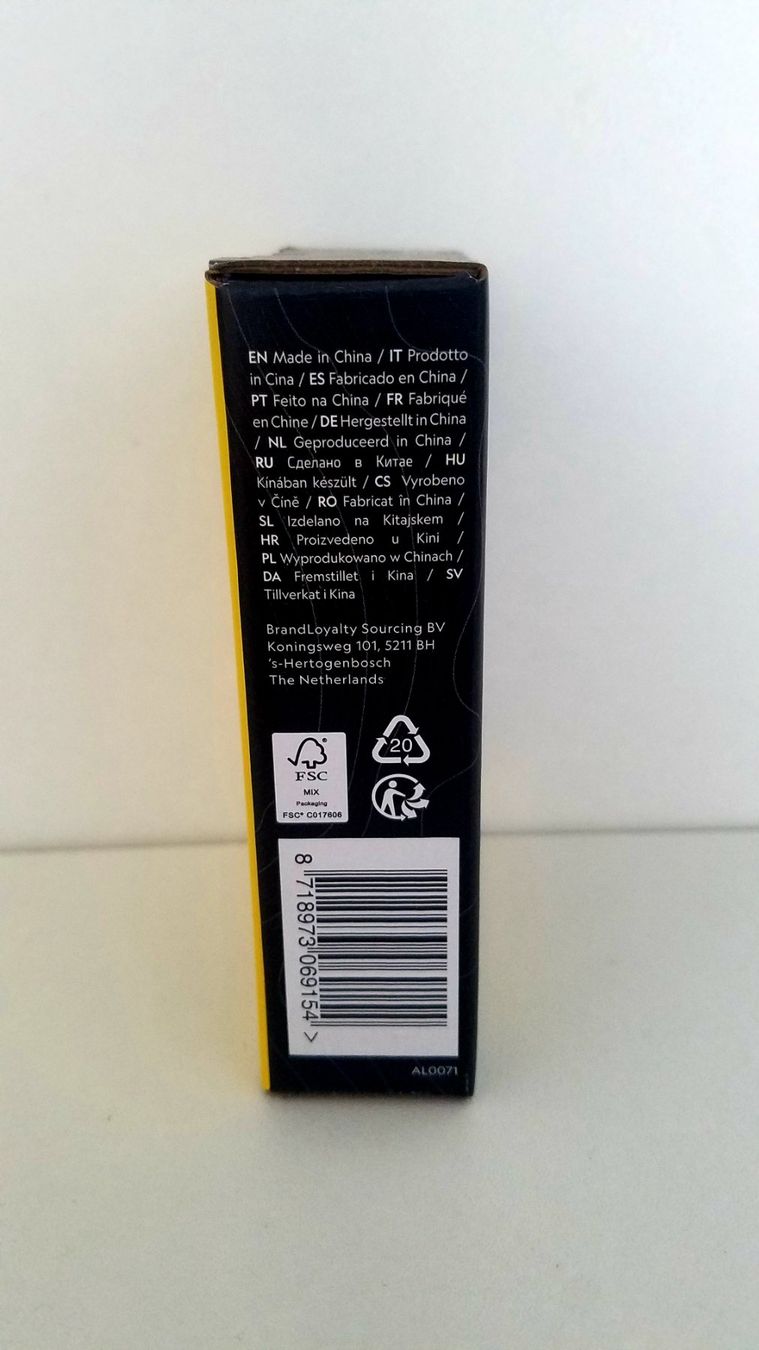 EN Made in China / IT Prodotto
in Cina / ES Fabricado en China /
PT Feito na China / FR Fabriqué
en Chine / DE Hergestellt in China
/ NL Geproduceerd in China /
RU Сделано в Китае / HU
Kínában készült / CS Vyrobeno
v Číně / RO Fabricat în China /
SL Izdelano na Kitajskem /
HR Proizvedeno u Kini /
PL Wyprodukowano w Chinach /
DA Fremstillet i Kina / SV
Tillverkat i Kina
BrandLoyalty Sourcing BV
Koningsweg 101, 5211 BH
's-Hertogenbosch
The Netherlands
20
FSC
MIX
Packaging
FSC® C017606
8 718973 069154 >
AL0071